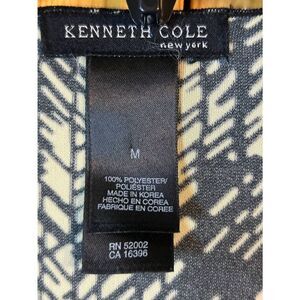 KENNETH COLE
new york
M
100% POLYESTER/
POLIÉSTER
MADE IN KOREA
HECHO EN COREA
FABRIQUE EN COREE
RN 52002
CA 16396